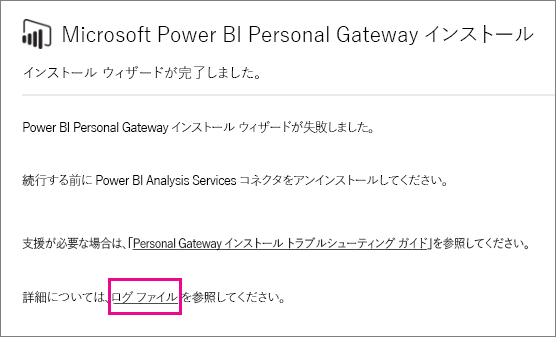 Microsoft Power BI Personal Gateway インストール
インストール ウィザードが完了しました。
Power BI Personal Gateway インストール ウィザードが失敗しました。
続行する前に Power BI Analysis Services コネクタをアンインストールしてください。
支援が必要な場合は、「Personal Gateway インストール トラブルシューティング ガイド」を参照してください。
詳細については、ログ ファイル を参照してください。